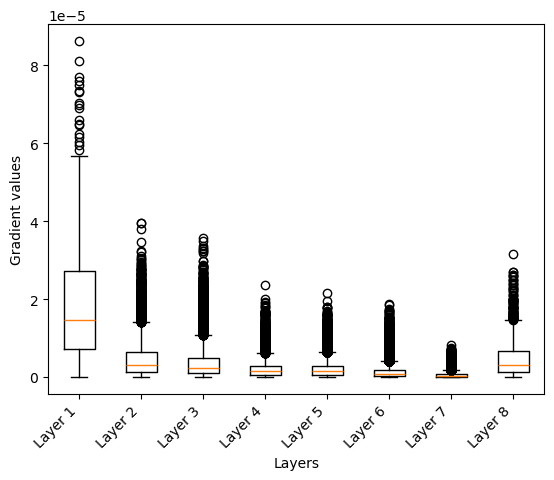 1e−5
8
6
4
2
0
Gradient values
Layer 1
Layer 2
Layer 3
Layer 4
Layer 5
Layer 6
Layer 7
Layer 8
Layers